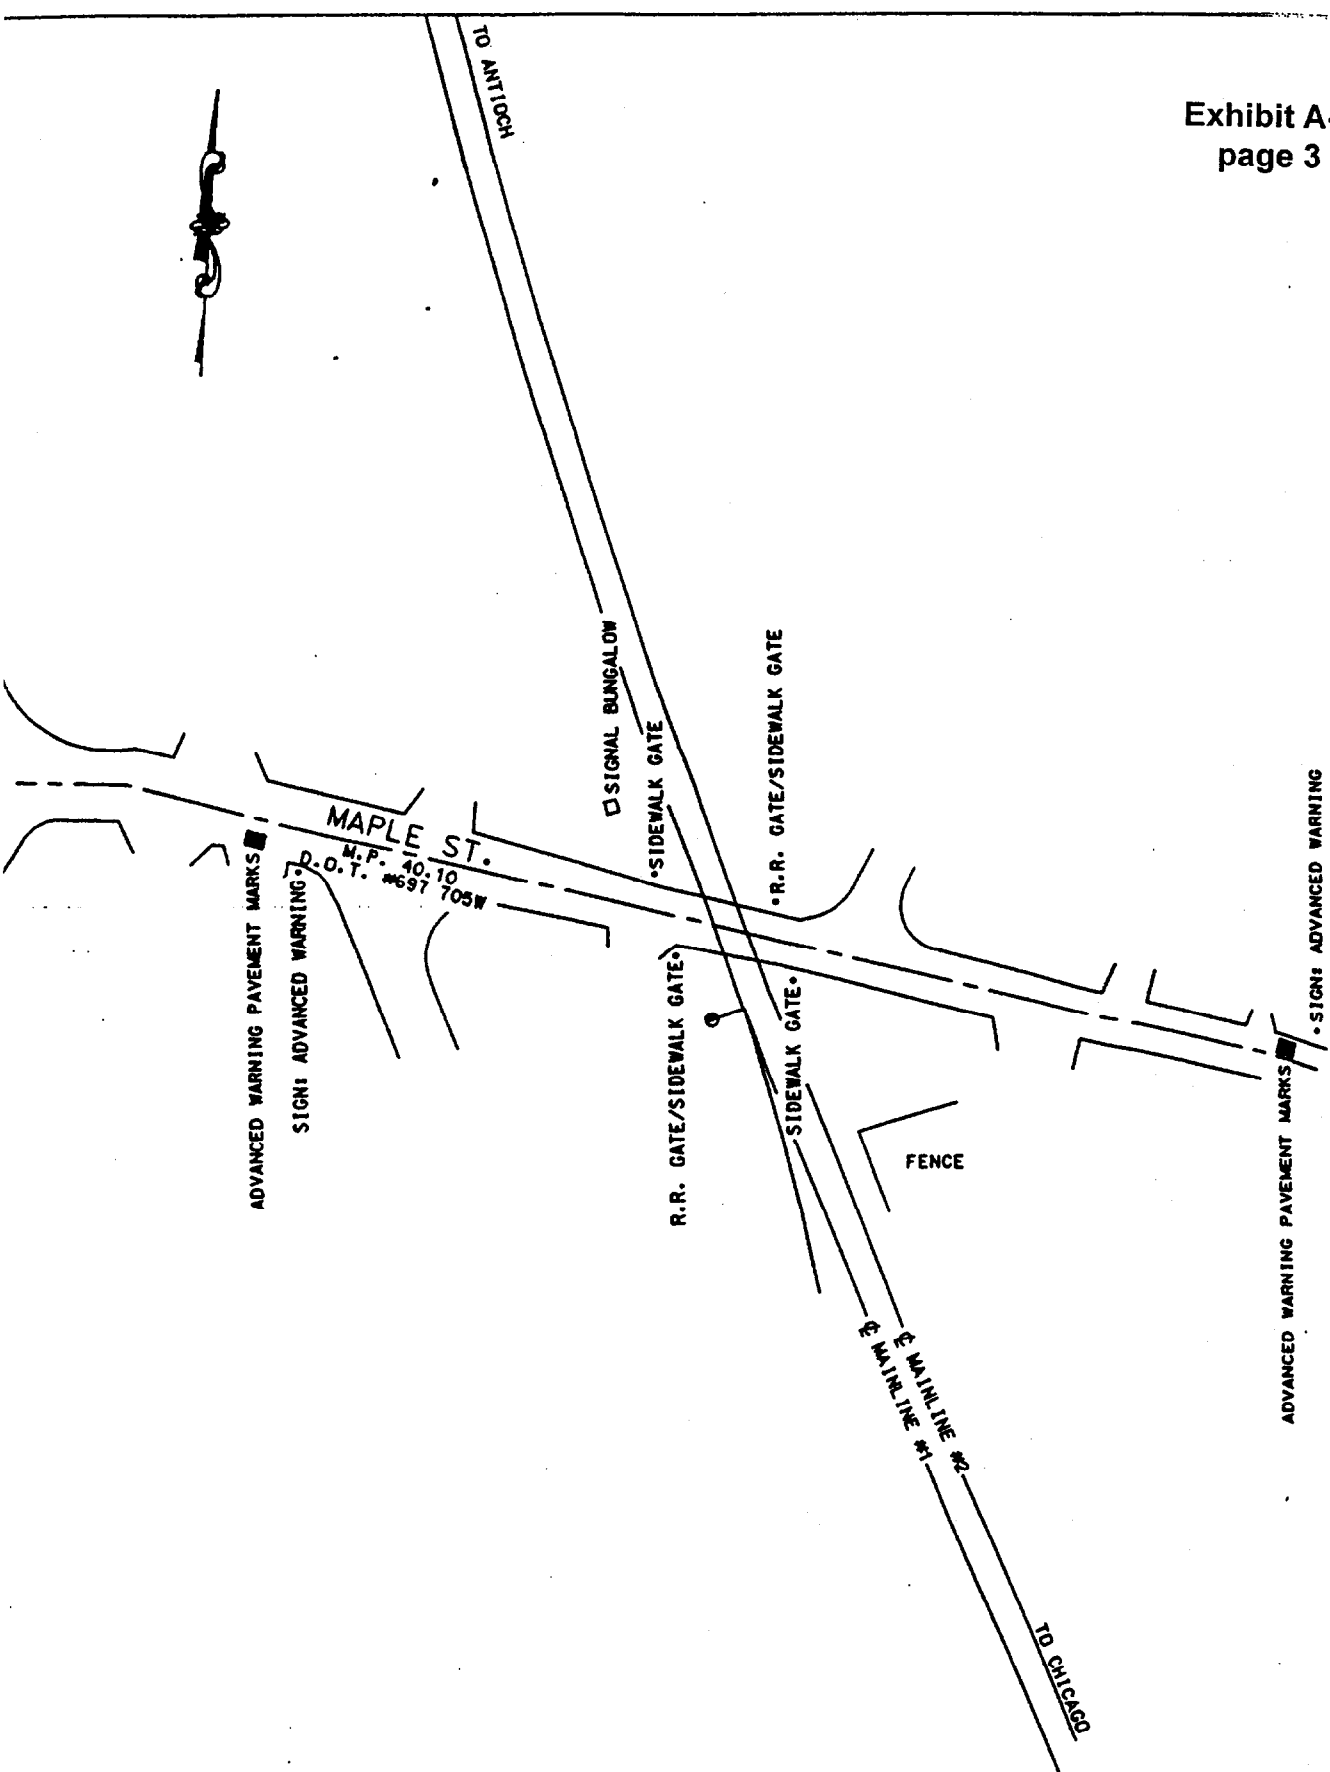 Exhibit A-
page 3
TO ANTIOCH
SIGNAL BUNGALOW
SIDEWALK GATE
R.R. GATE/SIDEWALK GATE
MAPLE ST.
M.P. 40.10
D.O.T. #697 705W
ADVANCED WARNING PAVEMENT MARKS
SIGN: ADVANCED WARNING
R.R. GATE/SIDEWALK GATE
SIDEWALK GATE
FENCE
SIGN: ADVANCED WARNING
ADVANCED WARNING PAVEMENT MARKS
℄ MAINLINE #1
℄ MAINLINE #2
TO CHICAGO